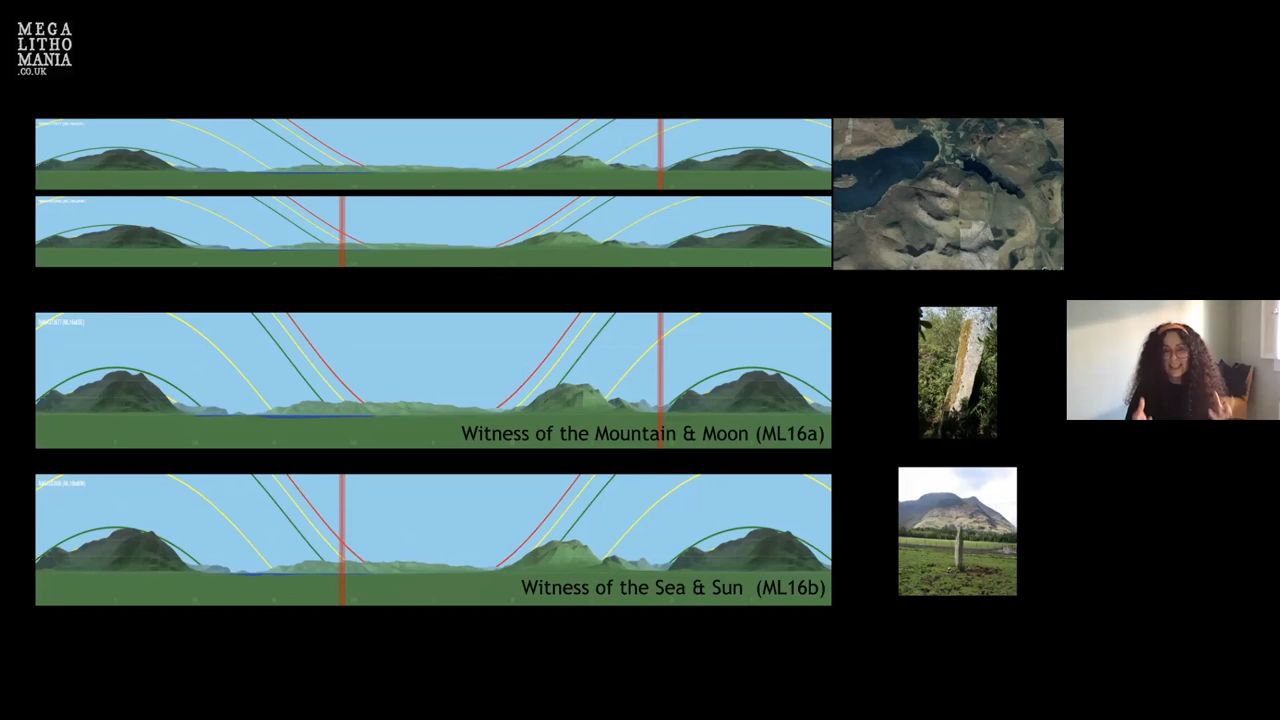 MEGA
LITHO
MANIA
.CO.UK
Witness of the Mountain & Moon (ML16a)
Witness of the Sea & Sun (ML16b)